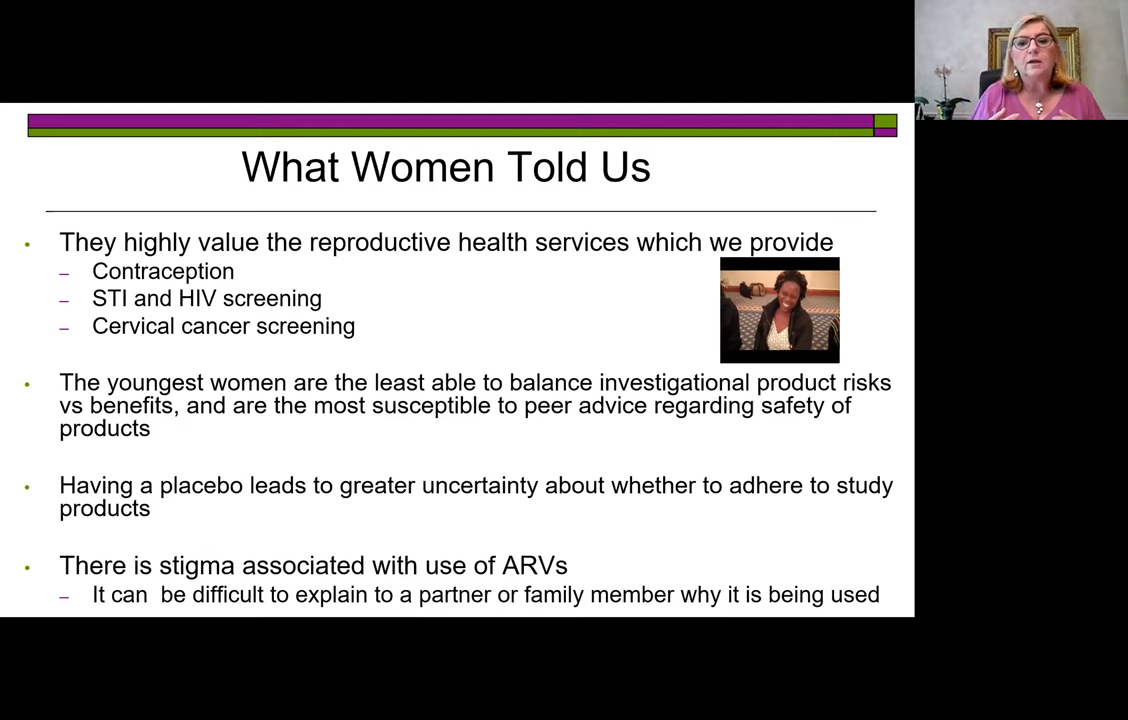 What Women Told Us
• They highly value the reproductive health services which we provide
– Contraception
– STI and HIV screening
– Cervical cancer screening
• The youngest women are the least able to balance investigational product risks
vs benefits, and are the most susceptible to peer advice regarding safety of
products
• Having a placebo leads to greater uncertainty about whether to adhere to study
products
• There is stigma associated with use of ARVs
– It can  be difficult to explain to a partner or family member why it is being used